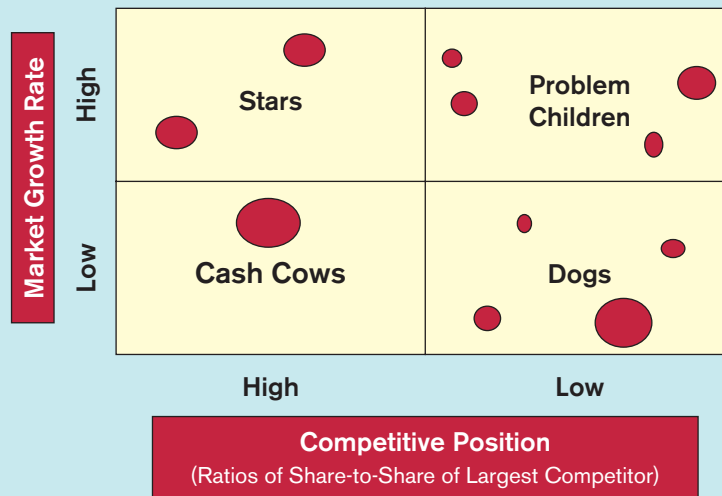 Market Growth Rate
High
Low
Stars
Problem
Children
Cash Cows
Dogs
High
Low
Competitive Position
(Ratios of Share-to-Share of Largest Competitor)